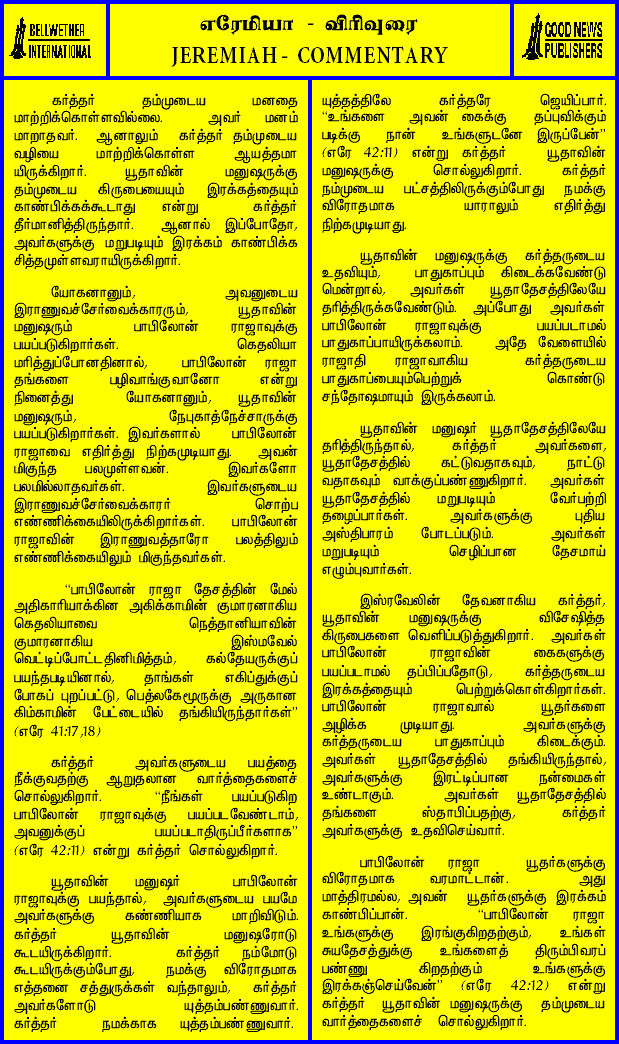 BELLWETHER
INTERNATIONAL
எரேமியா - விரிவுரை
JEREMIAH - COMMENTARY
GOOD NEWS
PUBLISHERS
கர்த்தர் தம்முடைய மனதை
மாற்றிக்கொள்ளவில்லை. அவர் மனம்
மாறாதவர். ஆனாலும் கர்த்தர் தம்முடைய
வழியை மாற்றிக்கொள்ள ஆயத்தமா
யிருக்கிறார். யூதாவின் மனுஷருக்கு
தம்முடைய கிருபையையும் இரக்கத்தையும்
காண்பிக்கக்கூடாது என்று கர்த்தர்
தீர்மானித்திருந்தார். ஆனால் இப்போதோ,
அவர்களுக்கு மறுபடியும் இரக்கம் காண்பிக்க
சித்தமுள்ளவராயிருக்கிறார்.
யோகனானும், அவனுடைய
இராணுவச்சேர்வைக்காரரும், யூதாவின்
மனுஷரும் பாபிலோன் ராஜாவுக்கு
பயப்படுகிறார்கள். கெதலியா
மரித்துப்போனதினால், பாபிலோன் ராஜா
தங்களை பழிவாங்குவானோ என்று
நினைத்து யோகனானும், யூதாவின்
மனுஷரும், நேபுகாத்நேச்சாருக்கு
பயப்படுகிறார்கள். இவர்களால் பாபிலோன்
ராஜாவை எதிர்த்து நிற்கமுடியாது. அவன்
மிகுந்த பலமுள்ளவன். இவர்களோ
பலமில்லாதவர்கள். இவர்களுடைய
இராணுவச்சேர்வைக்காரர் சொற்ப
எண்ணிக்கையிலிருக்கிறார்கள். பாபிலோன்
ராஜாவின் இராணுவத்தாரோ பலத்திலும்
எண்ணிக்கையிலும் மிகுந்தவர்கள்.
“பாபிலோன் ராஜா தேசத்தின் மேல்
அதிகாரியாக்கின அகிக்காமின் குமாரனாகிய
கெதலியாவை நெத்தானியாவின்
குமாரனாகிய இஸ்மவேல்
வெட்டிப்போட்டதினிமித்தம், கல்தேயருக்குப்
பயந்தபடியினால், தாங்கள் எகிப்துக்குப்
போகப் புறப்பட்டு, பெத்லகேமூருக்கு அருகான
கிம்காமின் பேட்டையில் தங்கியிருந்தார்கள்”
(எரே 41:17,18)
கர்த்தர் அவர்களுடைய பயத்தை
நீக்குவதற்கு ஆறுதலான வார்த்தைகளைச்
சொல்லுகிறார். “நீங்கள் பயப்படுகிற
பாபிலோன் ராஜாவுக்கு பயப்படவேண்டாம்,
அவனுக்குப் பயப்படாதிருப்பீர்களாக”
(எரே 42:11) என்று கர்த்தர் சொல்லுகிறார்.
யூதாவின் மனுஷர் பாபிலோன்
ராஜாவுக்கு பயந்தால், அவர்களுடைய பயமே
அவர்களுக்கு கண்ணியாக மாறிவிடும்.
கர்த்தர் யூதாவின் மனுஷரோடு
கூடயிருக்கிறார். கர்த்தர் நம்மோடு
கூடயிருக்கும்போது, நமக்கு விரோதமாக
எத்தனை சத்துருக்கள் வந்தாலும், கர்த்தர்
அவர்களோடு யுத்தம்பண்ணுவார்.
கர்த்தர் நமக்காக யுத்தம்பண்ணுவார்.
யுத்தத்திலே கர்த்தரே ஜெயிப்பார்.
“உங்களை அவன் கைக்கு தப்புவிக்கும்
படிக்கு நான் உங்களுடனே இருப்பேன்”
(எரே 42:11) என்று கர்த்தர் யூதாவின்
மனுஷருக்கு சொல்லுகிறார். கர்த்தர்
நம்முடைய பட்சத்திலிருக்கும்போது நமக்கு
விரோதமாக யாராலும் எதிர்த்து
நிற்கமுடியாது.
யூதாவின் மனுஷருக்கு கர்த்தருடைய
உதவியும், பாதுகாப்பும் கிடைக்கவேண்டு
மென்றால், அவர்கள் யூதாதேசத்திலேயே
தரித்திருக்கவேண்டும். அப்போது அவர்கள்
பாபிலோன் ராஜாவுக்கு பயப்படாமல்
பாதுகாப்பாயிருக்கலாம். அதே வேளையில்
ராஜாதி ராஜாவாகிய கர்த்தருடைய
பாதுகாப்பையும்பெற்றுக் கொண்டு
சந்தோஷமாயும் இருக்கலாம்.
யூதாவின் மனுஷர் யூதாதேசத்திலேயே
தரித்திருந்தால், கர்த்தர் அவர்களை,
யூதாதேசத்தில் கட்டுவதாகவும், நாட்டு
வதாகவும் வாக்குப்பண்ணுகிறார். அவர்கள்
யூதாதேசத்தில் மறுபடியும் வேர்பற்றி
தழைப்பார்கள். அவர்களுக்கு புதிய
அஸ்திபாரம் போடப்படும். அவர்கள்
மறுபடியும் செழிப்பான தேசமாய்
எழும்புவார்கள்.
இஸ்ரவேலின் தேவனாகிய கர்த்தர்,
யூதாவின் மனுஷருக்கு விசேஷித்த
கிருபைகளை வெளிப்படுத்துகிறார். அவர்கள்
பாபிலோன் ராஜாவின் கைகளுக்கு
பயப்படாமல் தப்பிப்பதோடு, கர்த்தருடைய
இரக்கத்தையும் பெற்றுக்கொள்கிறார்கள்.
பாபிலோன் ராஜாவால் யூதர்களை
அழிக்க முடியாது. அவர்களுக்கு
கர்த்தருடைய பாதுகாப்பும் கிடைக்கும்.
அவர்கள் யூதாதேசத்தில் தங்கியிருந்தால்,
அவர்களுக்கு இரட்டிப்பான நன்மைகள்
உண்டாகும். அவர்கள் யூதாதேசத்தில்
தங்களை ஸ்தாபிப்பதற்கு, கர்த்தர்
அவர்களுக்கு உதவிசெய்வார்.
பாபிலோன் ராஜா யூதர்களுக்கு
விரோதமாக வரமாட்டான். அது
மாத்திரமல்ல, அவன் யூதர்களுக்கு இரக்கம்
காண்பிப்பான். “பாபிலோன் ராஜா
உங்களுக்கு இரங்குகிறதற்கும், உங்கள்
சுயதேசத்துக்கு உங்களைத் திரும்பிவரப்
பண்ணு கிறதற்கும் உங்களுக்கு
இரக்கஞ்செய்வேன்” (எரே 42:12) என்று
கர்த்தர் யூதாவின் மனுஷருக்கு தம்முடைய
வார்த்தைகளைச் சொல்லுகிறார்.